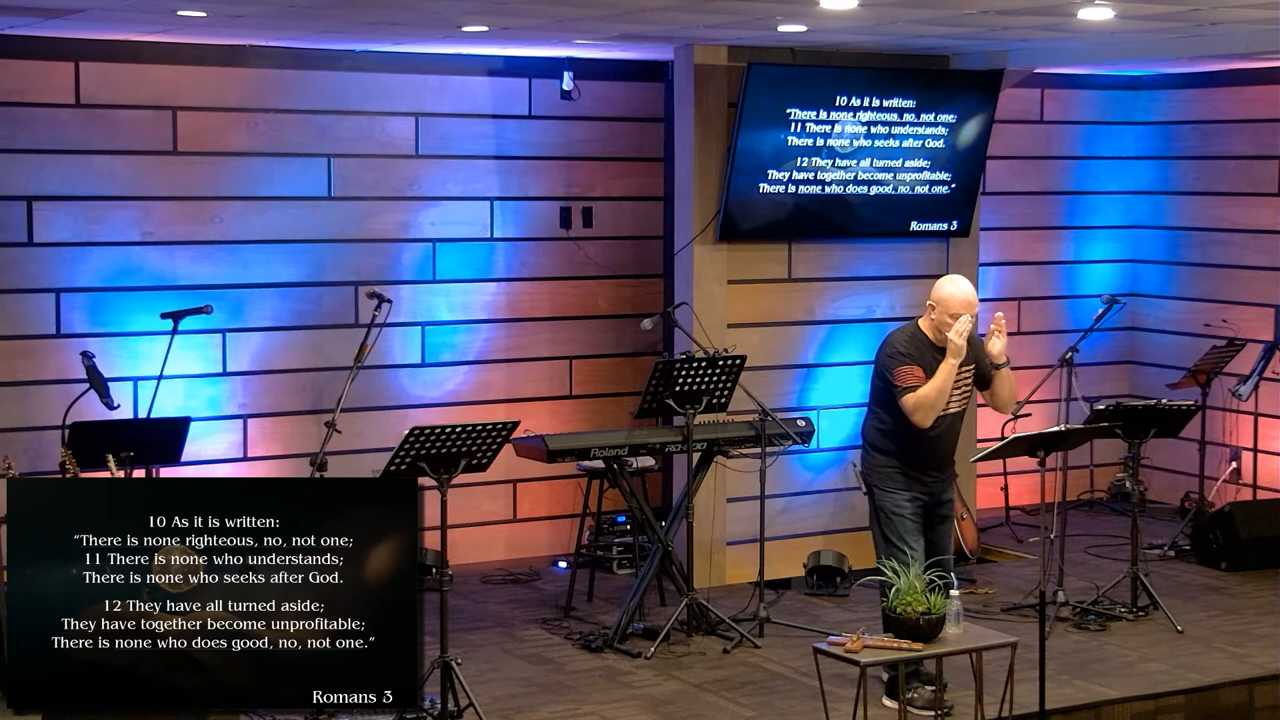 10 As it is written:
“There is none righteous, no, not one;
11 There is none who understands;
There is none who seeks after God.
12 They have all turned aside;
They have together become unprofitable;
There is none who does good, no, not one.”
Romans 3
Roland
RD-800
10 As it is written:
“There is none righteous, no, not one;
11 There is none who understands;
There is none who seeks after God.
12 They have all turned aside;
They have together become unprofitable;
There is none who does good, no, not one.”
Romans 3